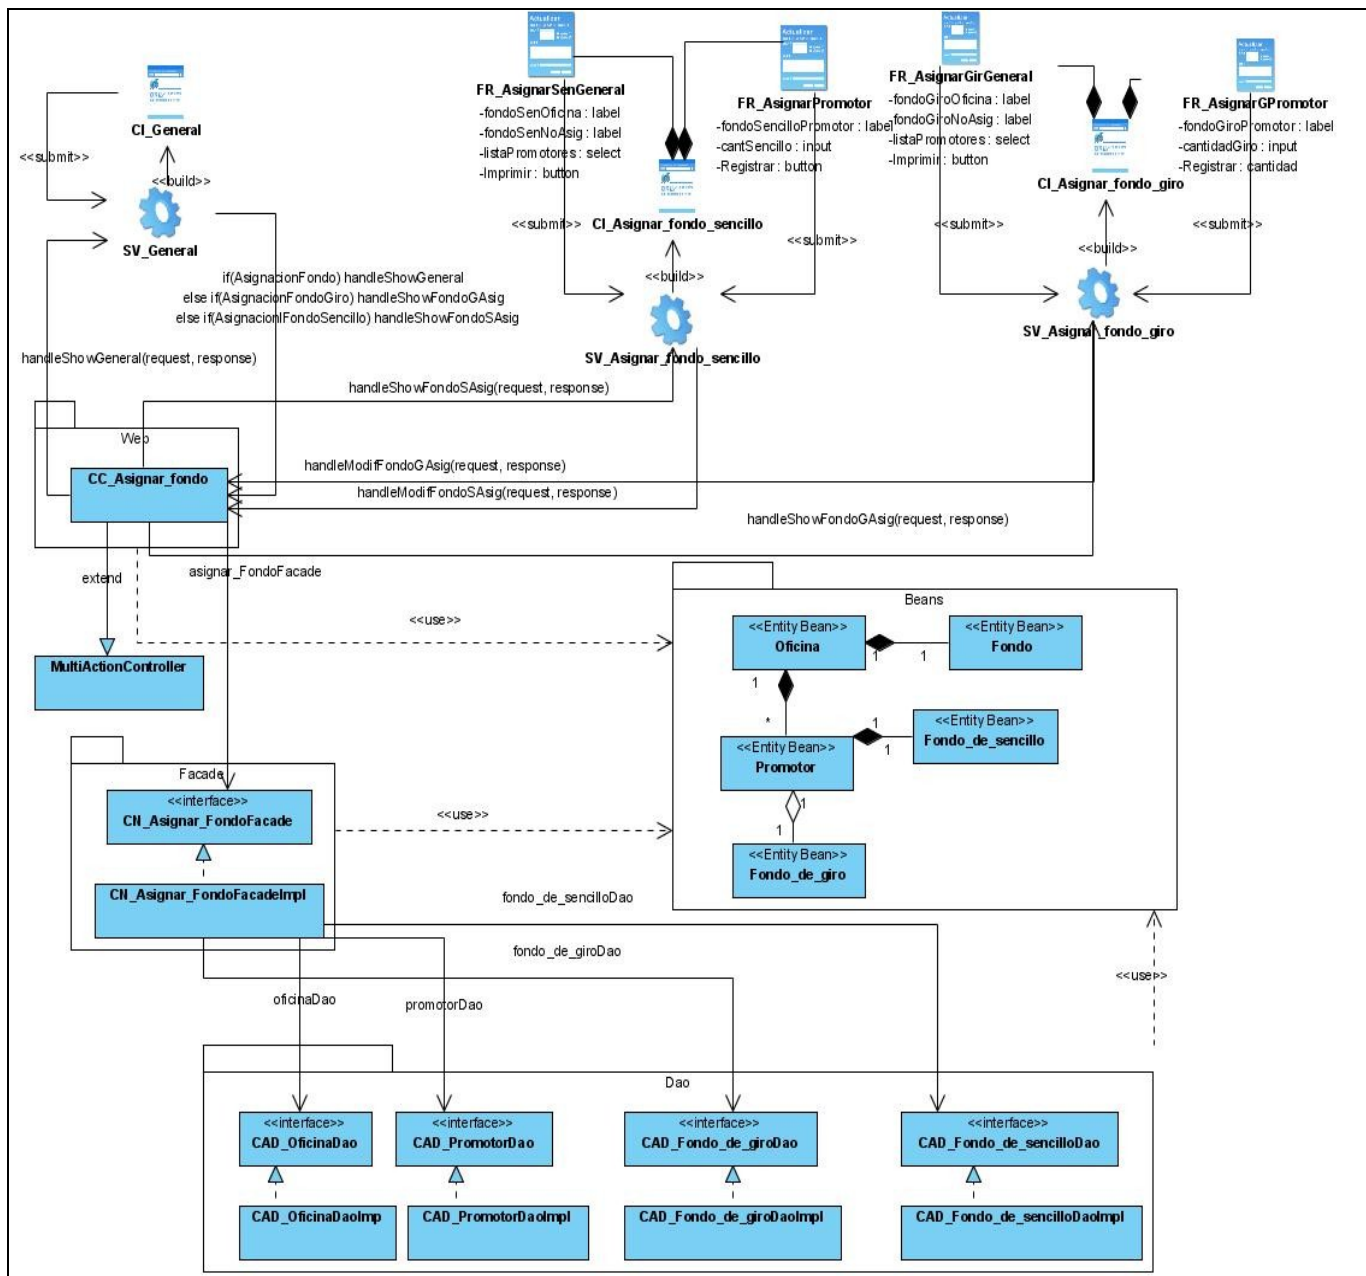 Actualizar
FR_AsignarSenGeneral
-fondoSenOficina : label
-fondoSenNoAsig : label
-listaPromotores : select
-Imprimir : button
Actualizar
FR_AsignarPromotor
-fondoSencilloPromotor : label
-cantSencillo : input
-Registrar : button
Actualizar
FR_AsignarGirGeneral
-fondoGiroOficina : label
-fondoGiroNoAsig : label
-listaPromotores : select
-Imprimir : button
Actualizar
FR_AsignarGPromotor
-fondoGiroPromotor : label
-cantidadGiro : input
-Registrar : cantidad
CI_General
<<submit>>
<<build>>
SV_General
CI_Asignar_fondo_sencillo
<<submit>>
<<submit>>
<<build>>
SV_Asignar_fondo_sencillo
CI_Asignar_fondo_giro
<<submit>>
<<submit>>
<<build>>
SV_Asignar_fondo_giro
if(AsignacionFondo) handleShowGeneral
else if(AsignacionFondoGiro) handleShowFondoGAsig
else if(AsignacionlFondoSencillo) handleShowFondoSAsig
handleShowGeneral(request, response)
handleShowFondoSAsig(request, response)
Web
CC_Asignar_fondo
handleModifFondoGAsig(request, response)
handleModifFondoSAsig(request, response)
handleShowFondoGAsig(request, response)
extend
asignar_FondoFacade
<<use>>
MultiActionController
Beans
<<Entity Bean>>
Oficina
1
1
<<Entity Bean>>
Fondo
1
*
<<Entity Bean>>
Promotor
1
1
<<Entity Bean>>
Fondo_de_sencillo
1
1
<<Entity Bean>>
Fondo_de_giro
Facade
<<interface>>
CN_Asignar_FondoFacade
<<use>>
CN_Asignar_FondoFacadeImpl
fondo_de_sencilloDao
fondo_de_giroDao
oficinaDao
promotorDao
<<use>>
Dao
<<interface>>
CAD_OficinaDao
<<interface>>
CAD_PromotorDao
<<interface>>
CAD_Fondo_de_giroDao
<<interface>>
CAD_Fondo_de_sencilloDao
CAD_OficinaDaoImp
CAD_PromotorDaoImpl
CAD_Fondo_de_giroDaoImpl
CAD_Fondo_de_sencilloDaoImpl